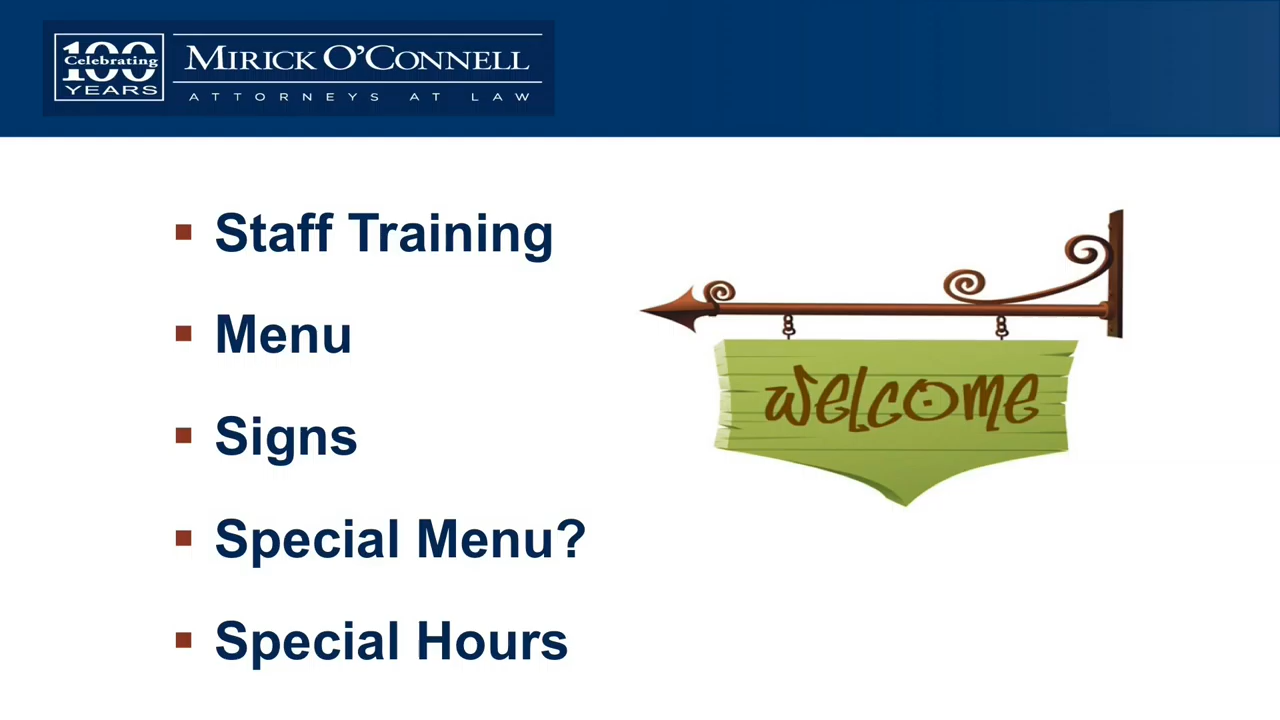 100
Celebrating
YEARS
MIRICK O'CONNELL
ATTORNEYS AT LAW
Staff Training
Menu
Signs
Special Menu?
Special Hours
welcome